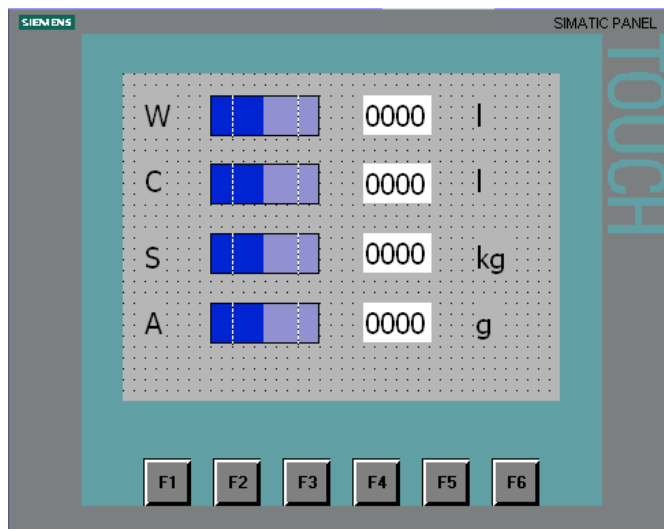 SIEMENS
SIMATIC PANEL
TOUCH
W 0000 l
C 0000 l
S 0000 kg
A 0000 g
F1 F2 F3 F4 F5 F6